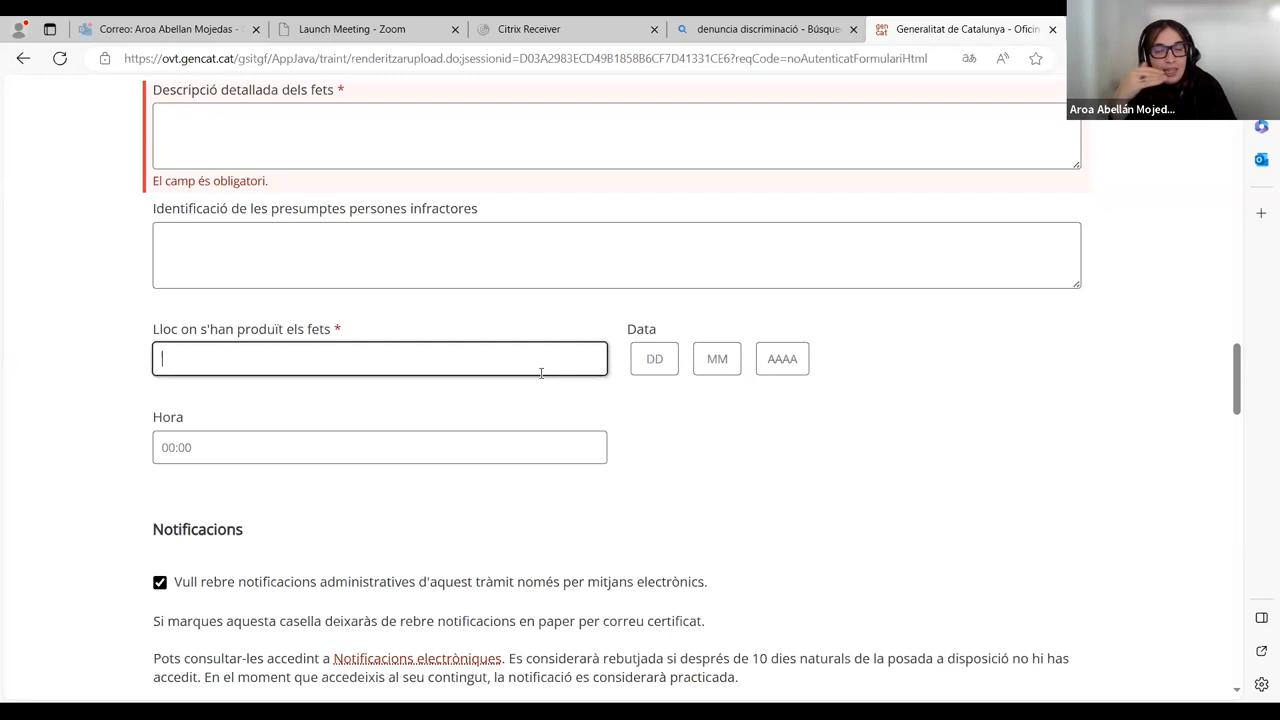 Correo: Aroa Abellan Mojedas -
Launch Meeting - Zoom
Citrix Receiver
denuncia discriminació - Búsque
gen cat
Generalitat de Catalunya - Oficin
https://ovt.gencat.cat/gsitgf/AppJava/traint/renderitzarupload.do;jsessionid=D03A2983ECD49B1858B6CF7D41331CE6?reqCode=noAutenticatFormulariHtml
Aroa Abellán Mojed...
Descripció detallada dels fets *
El camp és obligatori.
Identificació de les presumptes persones infractores
Lloc on s'han produït els fets *
Data
DD
MM
AAAA
Hora
00:00
Notificacions
Vull rebre notificacions administratives d'aquest tràmit només per mitjans electrònics.
Si marques aquesta casella deixaràs de rebre notificacions en paper per correu certificat.
Pots consultar-les accedint a Notificacions electròniques. Es considerarà rebutjada si després de 10 dies naturals de la posada a disposició no hi has
accedit. En el moment que accedeixis al seu contingut, la notificació es considerarà practicada.